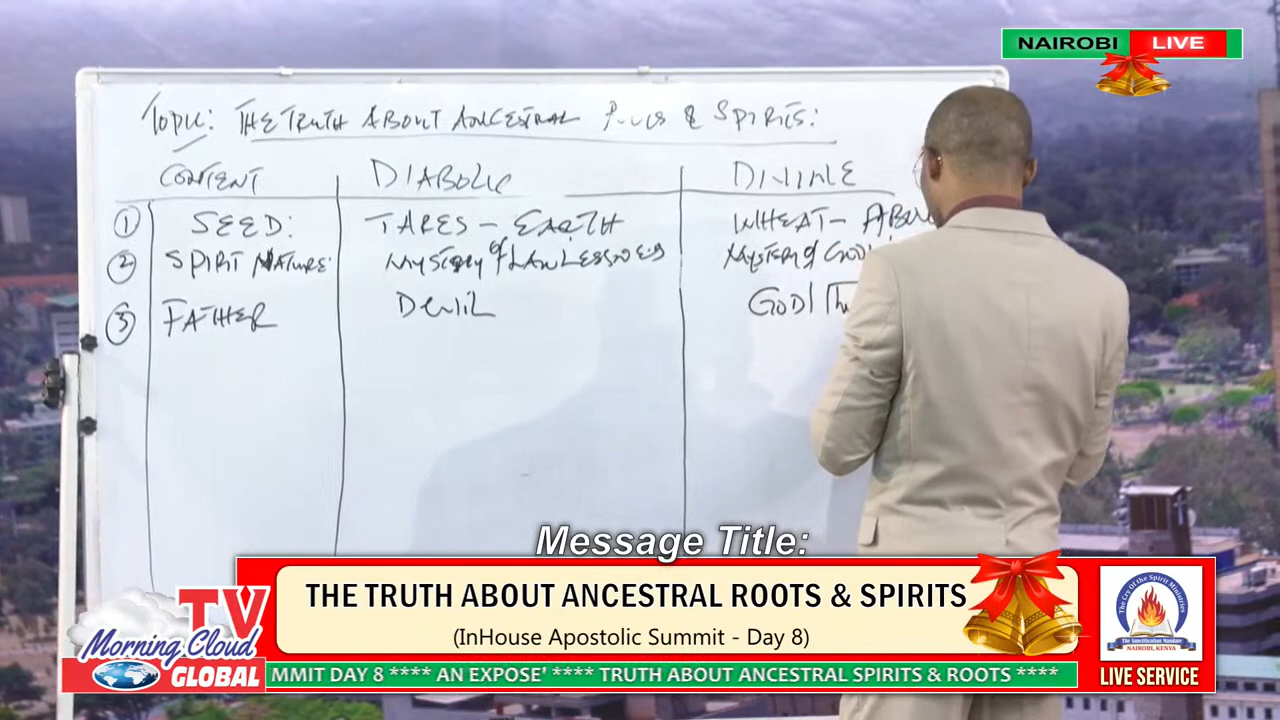 NAIROBI LIVE
TOPIC: THE TRUTH ABOUT ANCESTRAL & SPIRITS:
CONTENT DIABOLIC DIVINE
① SEED: TARES – EARTH WHEAT –
② SPIRIT NATURE: MYSTERY of LAWLESSNESS MYSTERY of
③ FATHER Devil GOD/
Message Title:
THE TRUTH ABOUT ANCESTRAL ROOTS & SPIRITS
(InHouse Apostolic Summit - Day 8)
TV
Morning Cloud
GLOBAL
MMIT DAY 8 **** AN EXPOSE' **** TRUTH ABOUT ANCESTRAL SPIRITS & ROOTS ****
The Cry Of the Spirit Ministries
The Sanctification Mandate
NAIROBI, KENYA
LIVE SERVICE